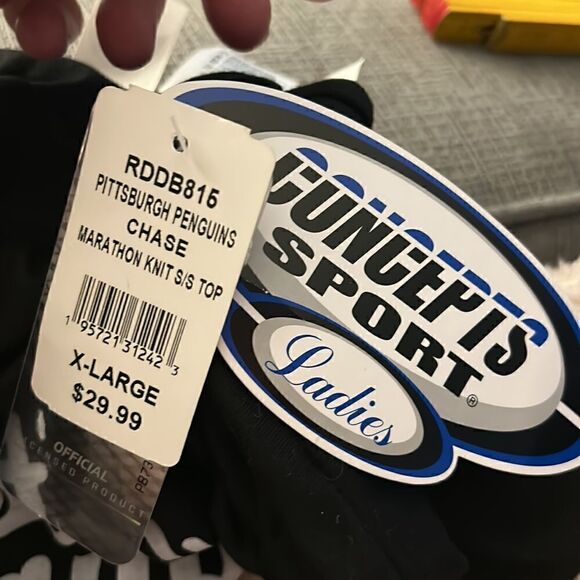 RDDB815
PITTSBURGH PENGUINS
CHASE
MARATHON KNIT S/S TOP
1 95721 31242 3
X-LARGE
$29.99
OFFICIAL
LICENSED PRODUCT
CONCEPTS
SPORT®
Ladies